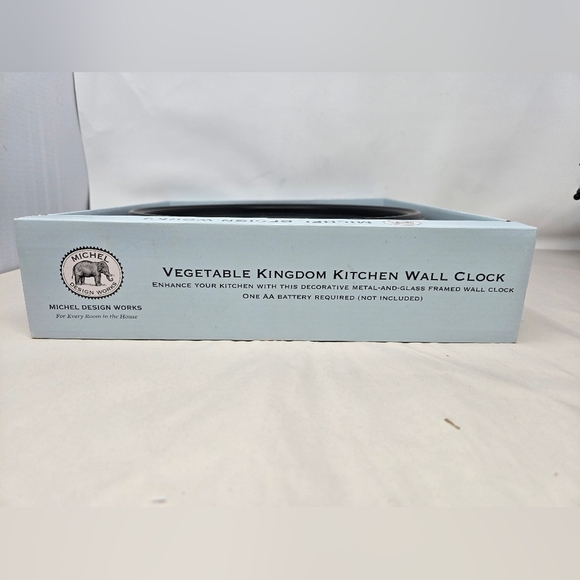 MICHEL
DESIGN WORKS
MICHEL DESIGN WORKS
For Every Room in the House
VEGETABLE KINGDOM KITCHEN WALL CLOCK
ENHANCE YOUR KITCHEN WITH THIS DECORATIVE METAL-AND-GLASS FRAMED WALL CLOCK
ONE AA BATTERY REQUIRED (NOT INCLUDED)